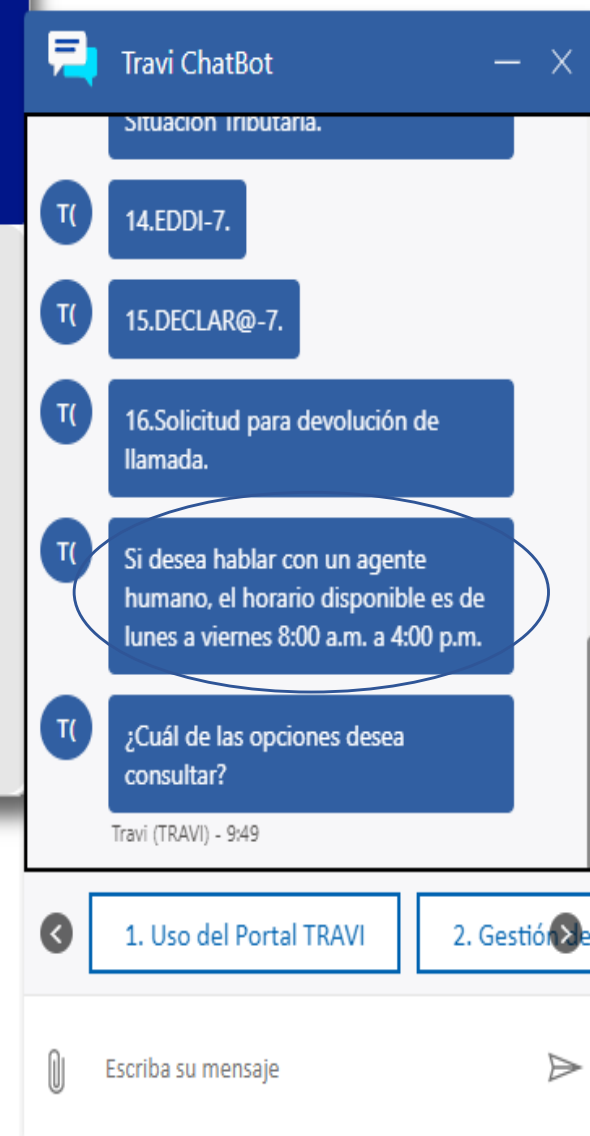 Travi ChatBot
Situación Tributaria.
T(
14.EDDI-7.
T(
15.DECLAR@-7.
T(
16.Solicitud para devolución de
llamada.
T(
Si desea hablar con un agente
humano, el horario disponible es de
lunes a viernes 8:00 a.m. a 4:00 p.m.
T(
¿Cuál de las opciones desea
consultar?
Travi (TRAVI) - 9:49
1. Uso del Portal TRAVI
2. Gestión de
Escriba su mensaje